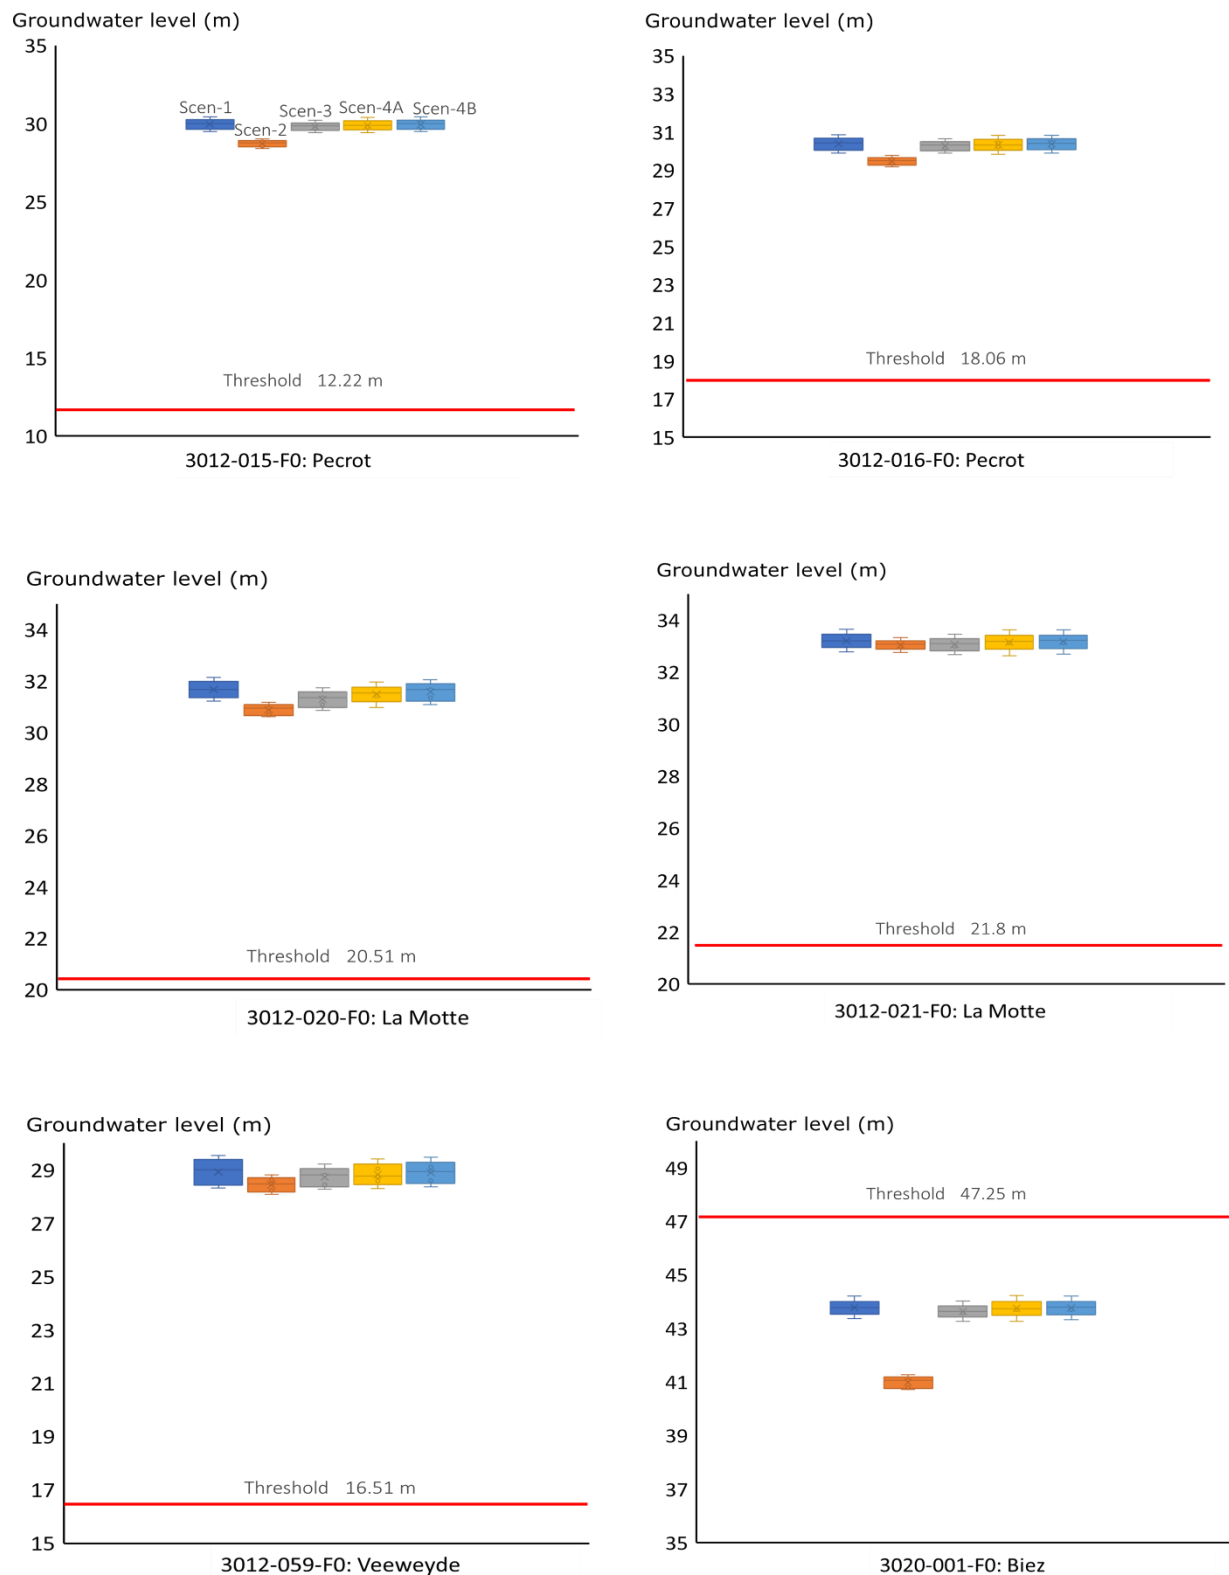 Groundwater level (m)
35
30
25
20
15
10
Scen-1
Scen-2
Scen-3
Scen-4A
Scen-4B
Threshold 12.22 m
3012-015-F0: Pecrot
Groundwater level (m)
35
33
31
29
27
25
23
21
19
17
15
Threshold 18.06 m
3012-016-F0: Pecrot
Groundwater level (m)
34
32
30
28
26
24
22
20
Threshold 20.51 m
3012-020-F0: La Motte
Groundwater level (m)
34
32
30
28
26
24
22
20
Threshold 21.8 m
3012-021-F0: La Motte
Groundwater level (m)
29
27
25
23
21
19
17
15
Threshold 16.51 m
3012-059-F0: Veeweyde
Groundwater level (m)
49
47
45
43
41
39
37
35
Threshold 47.25 m
3020-001-F0: Biez